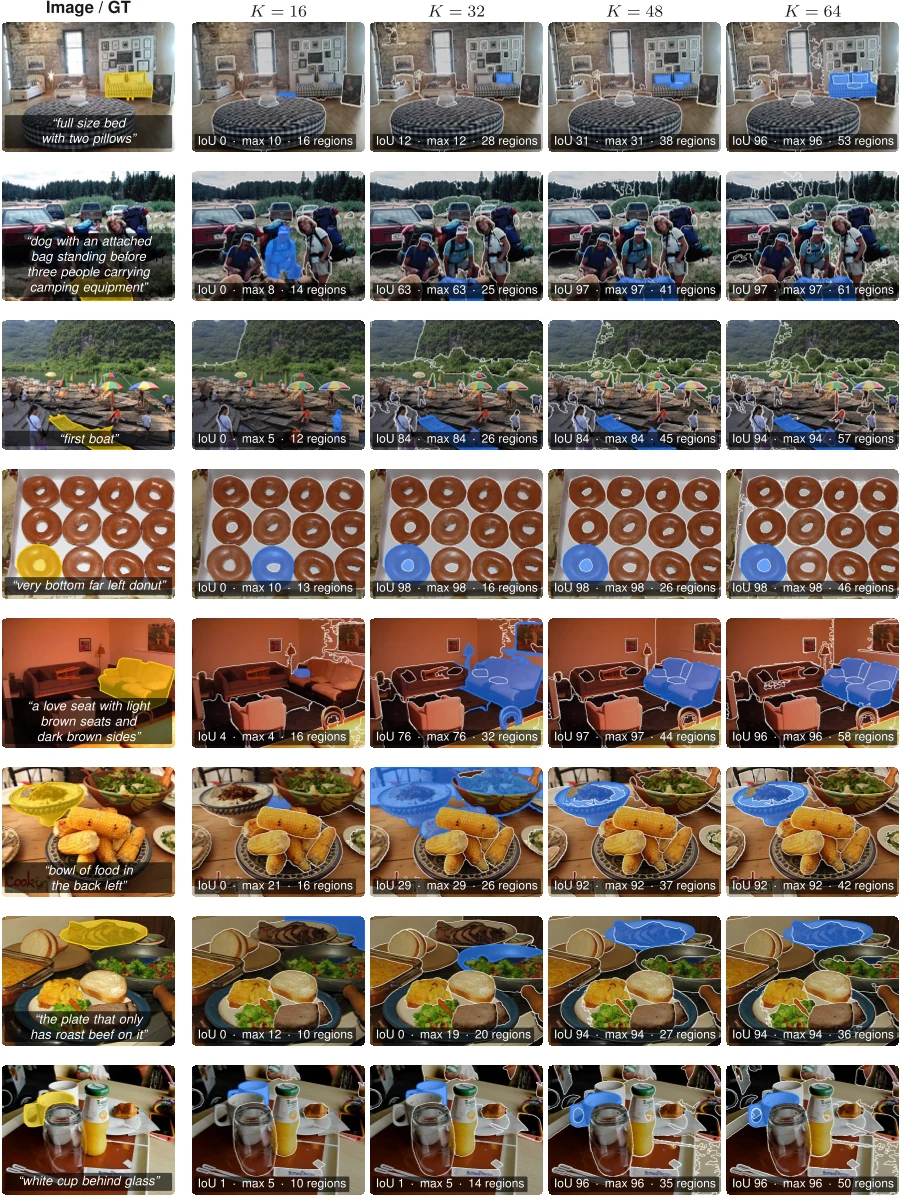 Image / GT
K = 16
K = 32
K = 48
K = 64
“full size bed
with two pillows”
IoU 0 · max 10 · 16 regions
IoU 12 · max 12 · 28 regions
IoU 31 · max 31 · 38 regions
IoU 96 · max 96 · 53 regions
“dog with an attached
bag standing before
three people carrying
camping equipment”
IoU 0 · max 8 · 14 regions
IoU 63 · max 63 · 25 regions
IoU 97 · max 97 · 41 regions
IoU 97 · max 97 · 61 regions
“first boat”
IoU 0 · max 5 · 12 regions
IoU 84 · max 84 · 26 regions
IoU 84 · max 84 · 45 regions
IoU 94 · max 94 · 57 regions
“very bottom far left donut”
IoU 0 · max 10 · 13 regions
IoU 98 · max 98 · 16 regions
IoU 98 · max 98 · 26 regions
IoU 98 · max 98 · 46 regions
“a love seat with light
brown seats and
dark brown sides”
IoU 4 · max 4 · 16 regions
IoU 76 · max 76 · 32 regions
IoU 97 · max 97 · 44 regions
IoU 96 · max 96 · 58 regions
“bowl of food in
the back left”
IoU 0 · max 21 · 16 regions
IoU 29 · max 29 · 26 regions
IoU 92 · max 92 · 37 regions
IoU 92 · max 92 · 42 regions
“the plate that only
has roast beef on it”
IoU 0 · max 12 · 10 regions
IoU 0 · max 19 · 20 regions
IoU 94 · max 94 · 27 regions
IoU 94 · max 94 · 36 regions
“white cup behind glass”
IoU 1 · max 5 · 10 regions
IoU 1 · max 5 · 14 regions
IoU 96 · max 96 · 35 regions
IoU 96 · max 96 · 50 regions